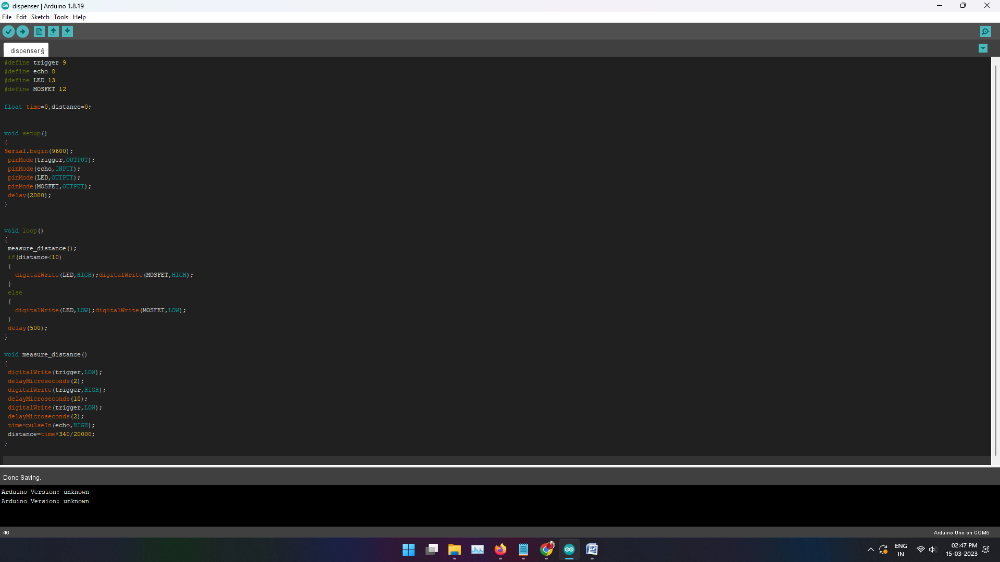 dispenser | Arduino 1.8.19
File Edit Sketch Tools Help
dispenser §
#define trigger 9
#define echo 8
#define LED 13
#define MOSFET 12
float time=0,distance=0;
void setup()
{
Serial.begin(9600);
pinMode(trigger,OUTPUT);
pinMode(echo,INPUT);
pinMode(LED,OUTPUT);
pinMode(MOSFET,OUTPUT);
delay(2000);
}
void loop()
{
measure_distance();
if(distance<10)
{
digitalWrite(LED,HIGH);digitalWrite(MOSFET,HIGH);
}
else
{
digitalWrite(LED,LOW);digitalWrite(MOSFET,LOW);
}
delay(500);
}
void measure_distance()
{
digitalWrite(trigger,LOW);
delayMicroseconds(2);
digitalWrite(trigger,HIGH);
delayMicroseconds(10);
digitalWrite(trigger,LOW);
delayMicroseconds(2);
time=pulseIn(echo,HIGH);
distance=time*340/20000;
}
Done Saving.
Arduino Version: unknown
Arduino Version: unknown
46 Arduino Uno on COM5
ENG 02:47 PM
IN 15-03-2023